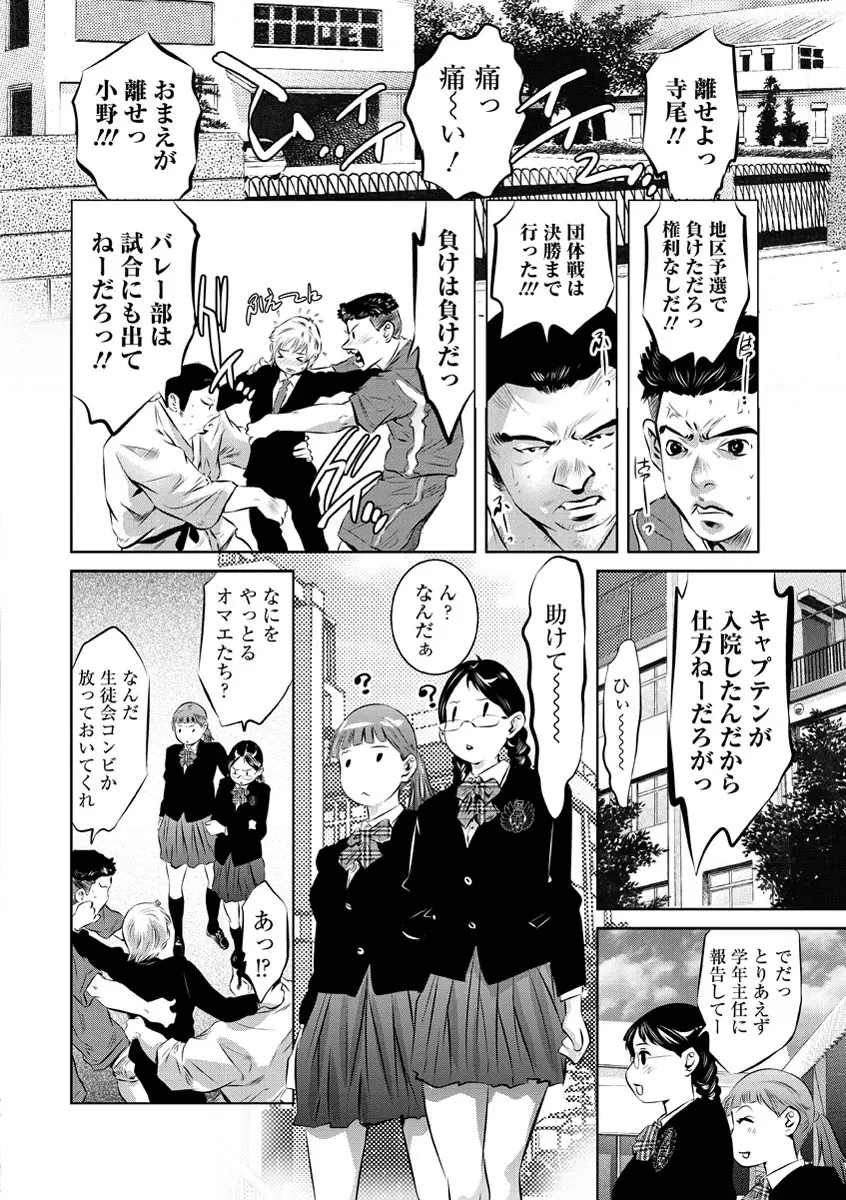 離せよっ
寺尾!!
痛っ
痛〜い!
おまえが
離せっ
小野!!!
地区予選で
負けただろっ
権利なしだ!!
団体戦は
決勝まで
行った!!!
負けは負けだっ
バレー部は
試合にも出て
ねーだろっ!!
ふえ〜てん
キャプテンが
入院したんだから
仕方ねーだろがっ
ひぃ〜〜
でだっ
とりあえず
学年主任に
報告してー
助けて〜〜〜
ん?
なんだぁ
?
?
なにを
やっとる
オマエたち?
なんだ
生徒会コンビか
放っておいてくれ
あっ!?